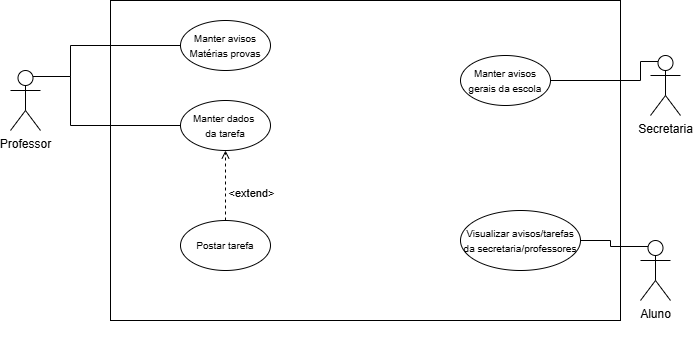 Manter avisos
Matérias provas
Manter avisos
gerais da escola
Manter dados
da tarefa
Professor
Secretaria
<extend>
Postar tarefa
Visualizar avisos/tarefas
da secretaria/professores
Aluno